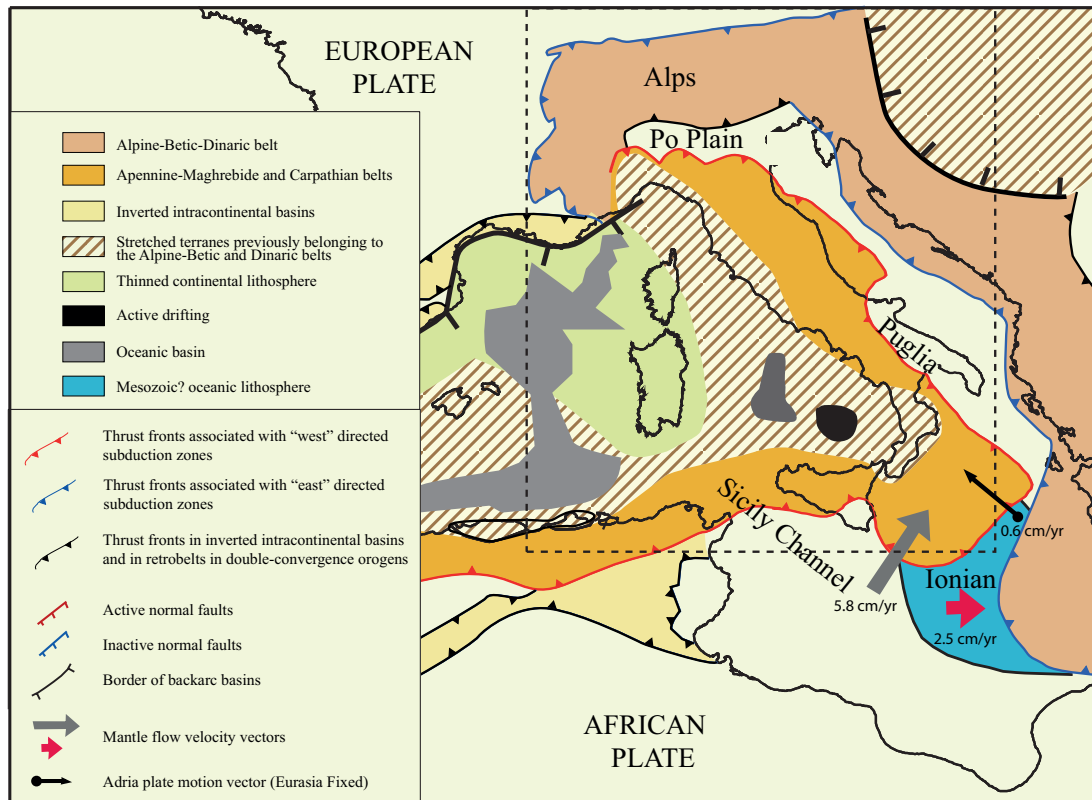 EUROPEAN
PLATE
Alps
Po Plain
Puglia
Sicily Channel
Ionian
0.6 cm/yr
5.8 cm/yr
2.5 cm/yr
AFRICAN
PLATE
Alpine-Betic-Dinaric belt
Apennine-Maghrebide and Carpathian belts
Inverted intracontinental basins
Stretched terranes previously belonging to
the Alpine-Betic and Dinaric belts
Thinned continental lithosphere
Active drifting
Oceanic basin
Mesozoic? oceanic lithosphere
Thrust fronts associated with “west” directed
subduction zones
Thrust fronts associated with “east” directed
subduction zones
Thrust fronts in inverted intracontinental basins
and in retrobelts in double-convergence orogens
Active normal faults
Inactive normal faults
Border of backarc basins
Mantle flow velocity vectors
Adria plate motion vector (Eurasia Fixed)